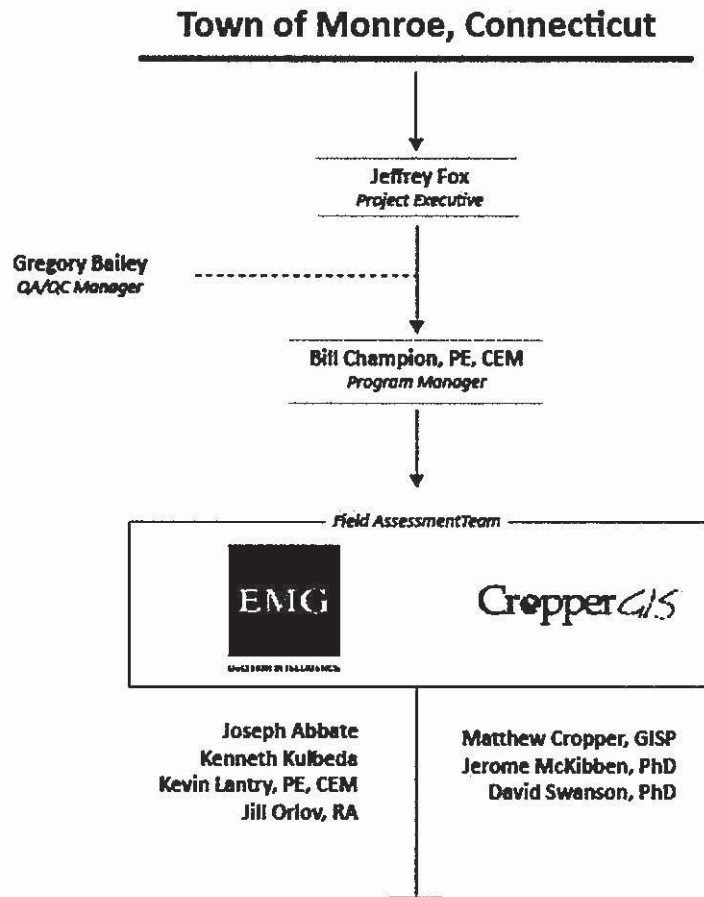 Town of Monroe, Connecticut
Jeffrey Fox
Project Executive
Gregory Bailey
QA/QC Manager
Bill Champion, PE, CEM
Program Manager
Field AssessmentTeam
EMG
CropperGIS
Joseph Abbate
Kenneth Kulbeda
Kevin Lantry, PE, CEM
Jill Orlov, RA
Matthew Cropper, GISP
Jerome McKibben, PhD
David Swanson, PhD